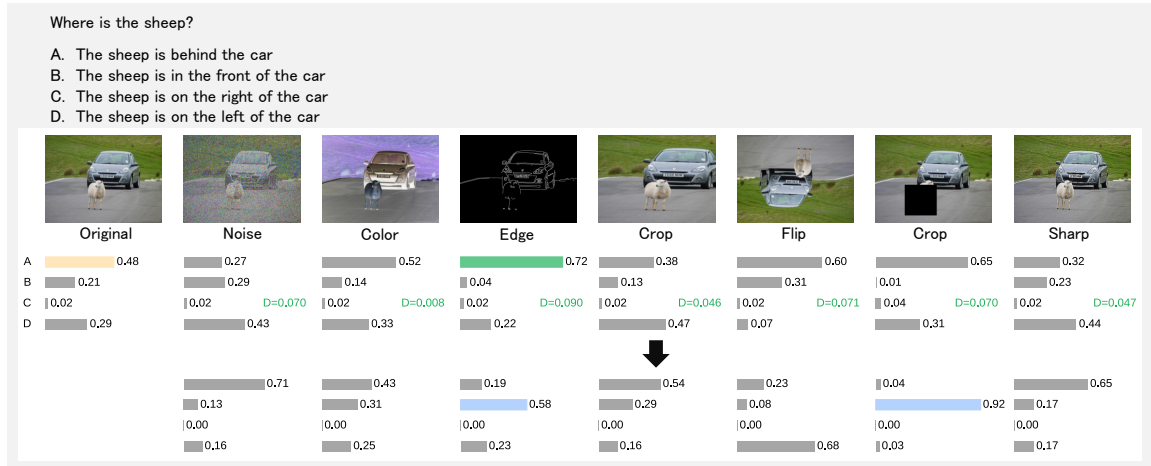 Where is the sheep?
A. The sheep is behind the car
B. The sheep is in the front of the car
C. The sheep is on the right of the car
D. The sheep is on the left of the car
Original Noise Color Edge Crop Flip Crop Sharp
A 0.48 0.27 0.52 0.72 0.38 0.60 0.65 0.32
B 0.21 0.29 0.14 0.04 0.13 0.31 0.01 0.23
C 0.02 0.02 D=0.070 0.02 D=0.008 0.02 D=0.090 0.02 D=0.046 0.02 D=0.071 0.04 D=0.070 0.02 D=0.047
D 0.29 0.43 0.33 0.22 0.47 0.07 0.31 0.44
0.71 0.43 0.19 0.54 0.23 0.04 0.65
0.13 0.31 0.58 0.29 0.08 0.92 0.17
0.00 0.00 0.00 0.00 0.00 0.00 0.00
0.16 0.25 0.23 0.16 0.68 0.03 0.17